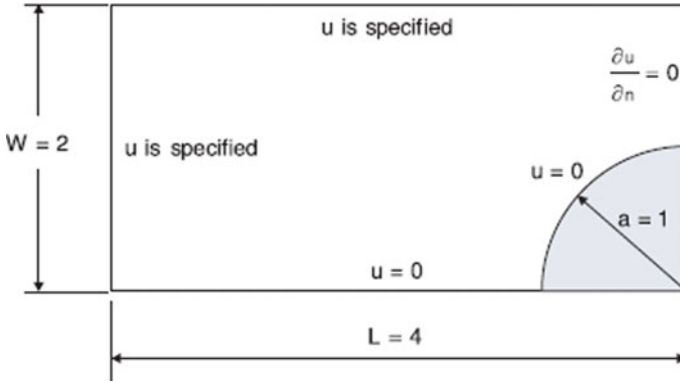 u is specified
∂u
∂n
= 0
W = 2
u is specified
u = 0
a = 1
u = 0
L = 4